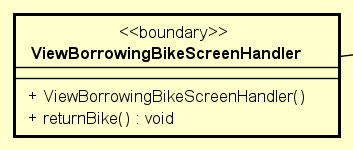 <<boundary>>
ViewBorrowingBikeScreenHandler
+ ViewBorrowingBikeScreenHandler()
+ returnBike() : void